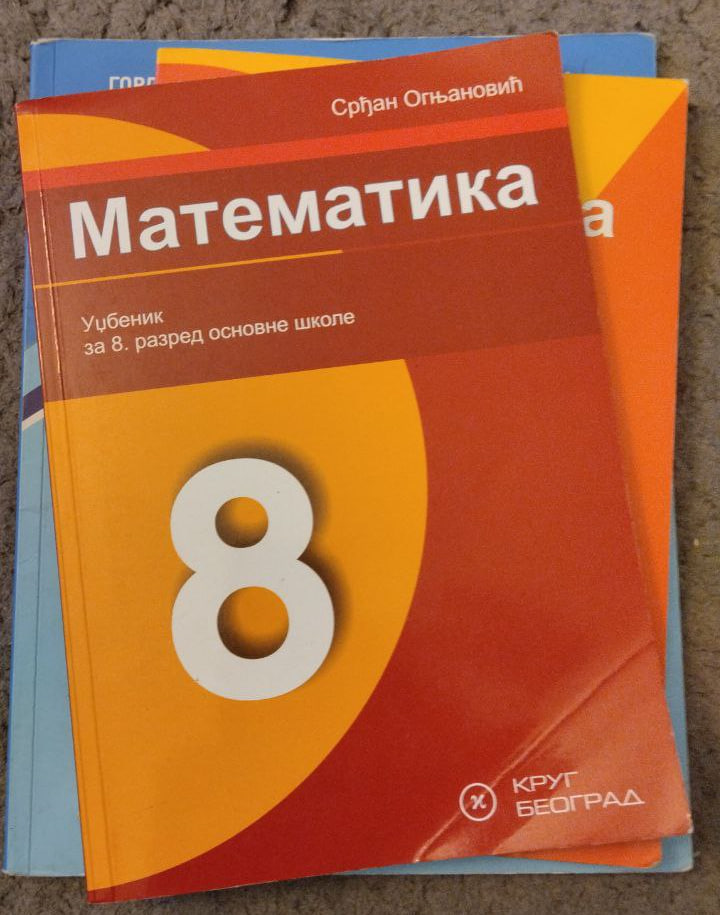 Срђан Огњановић
Математика
Уџбеник
за 8. разред основне школе
8
КРУГ
БЕОГРАД